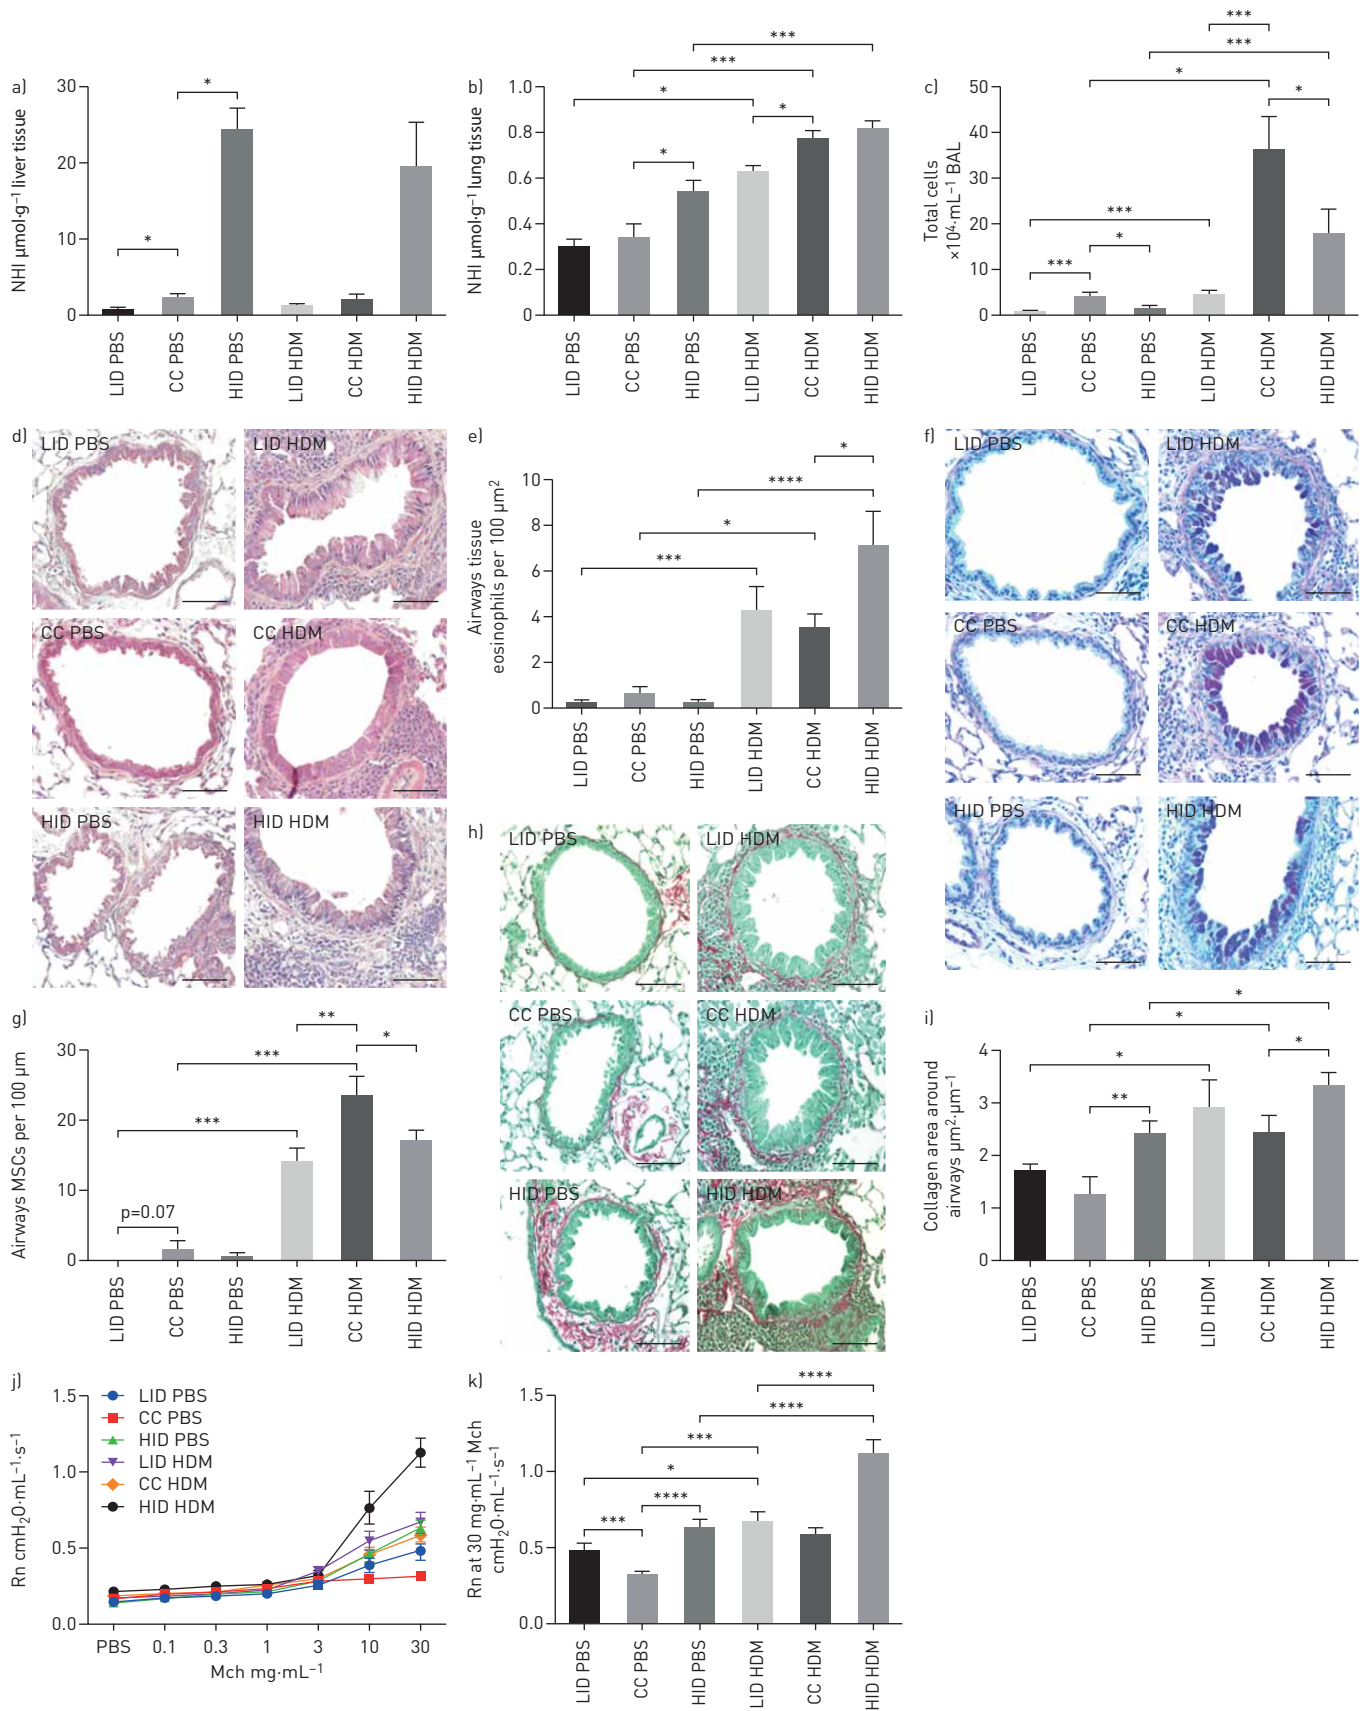 a)
NHI µmol·g⁻¹ liver tissue
30
20
10
0
*
*
LID PBS
CC PBS
HID PBS
LID HDM
CC HDM
HID HDM
b)
NHI µmol·g⁻¹ lung tissue
1.0
0.8
0.6
0.4
0.2
0
***
***
*
*
*
LID PBS
CC PBS
HID PBS
LID HDM
CC HDM
HID HDM
c)
Total cells
×10⁴·mL⁻¹ BAL
50
40
30
20
10
0
***
***
*
*
***
*
***
LID PBS
CC PBS
HID PBS
LID HDM
CC HDM
HID HDM
d)
LID PBS
LID HDM
CC PBS
CC HDM
HID PBS
HID HDM
e)
Airways tissue
eosinophils per 100 µm²
10
8
6
4
2
0
*
****
*
***
LID PBS
CC PBS
HID PBS
LID HDM
CC HDM
HID HDM
f)
LID PBS
LID HDM
CC PBS
CC HDM
HID PBS
HID HDM
g)
Airways MSCs per 100 µm
30
20
10
0
**
*
***
***
p=0.07
LID PBS
CC PBS
HID PBS
LID HDM
CC HDM
HID HDM
h)
LID PBS
LID HDM
CC PBS
CC HDM
HID PBS
HID HDM
i)
Collagen area around
airways µm²·µm⁻¹
4
3
2
1
0
*
*
*
*
**
LID PBS
CC PBS
HID PBS
LID HDM
CC HDM
HID HDM
j)
Rn cmH₂O·mL⁻¹·s⁻¹
1.5
1.0
0.5
0.0
LID PBS
CC PBS
HID PBS
LID HDM
CC HDM
HID HDM
PBS 0.1 0.3 1 3 10 30
Mch mg·mL⁻¹
k)
Rn at 30 mg·mL⁻¹ Mch
cmH₂O·mL⁻¹·s⁻¹
1.5
1.0
0.5
0.0
****
****
***
*
****
***
LID PBS
CC PBS
HID PBS
LID HDM
CC HDM
HID HDM